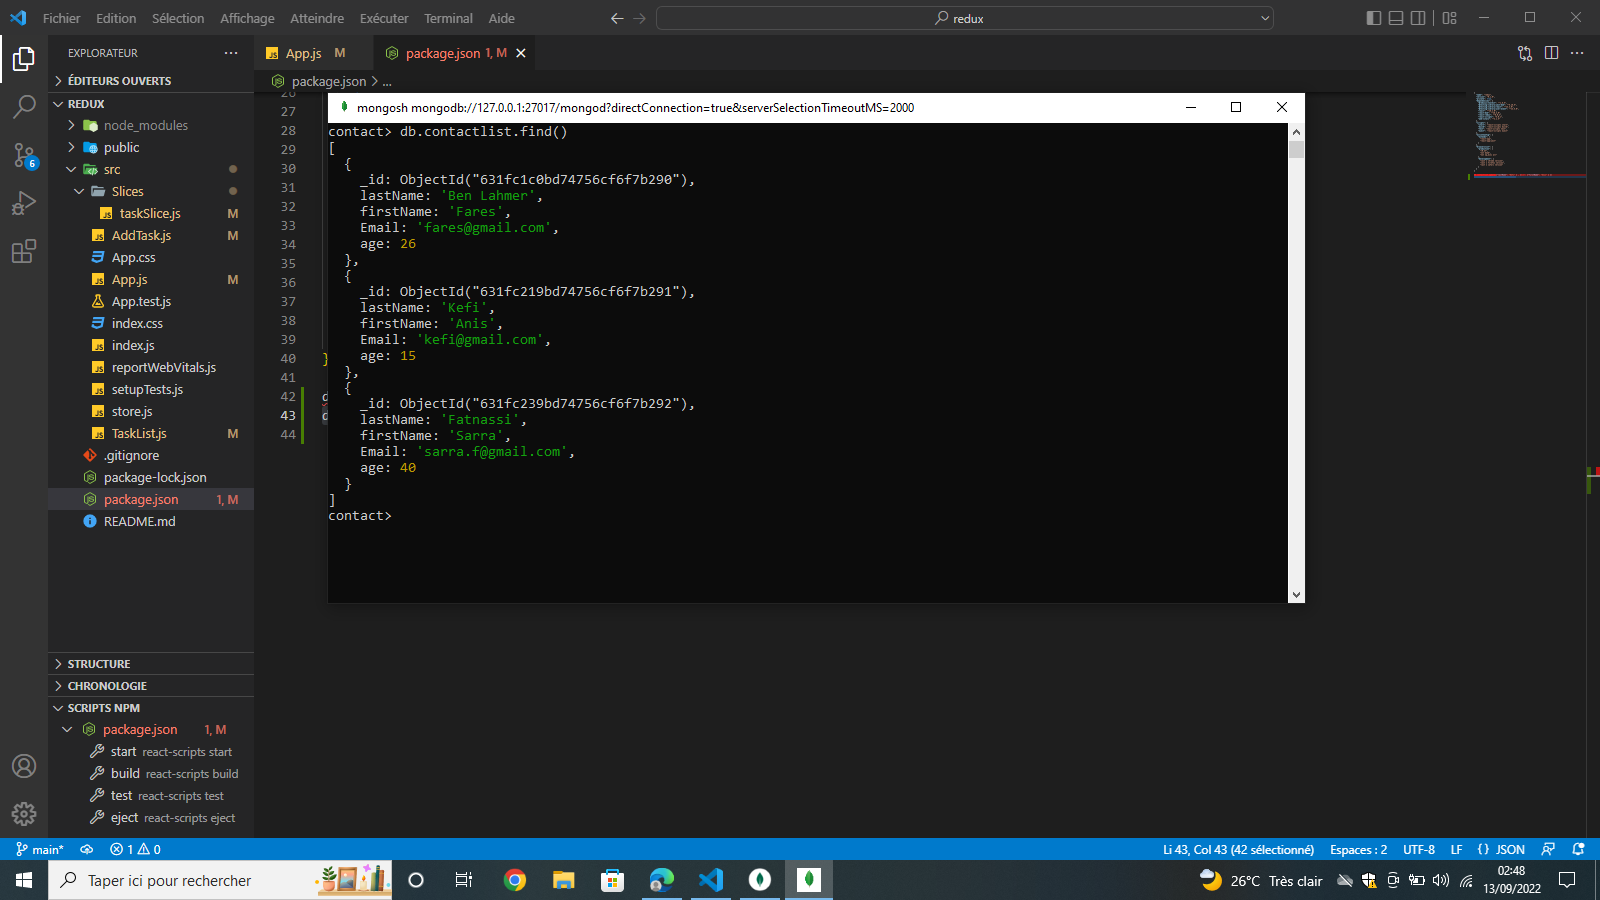 Fichier Edition Sélection Affichage Atteindre Exécuter Terminal Aide
redux
EXPLORATEUR
App.js M
package.json 1, M
ÉDITEURS OUVERTS
package.json > ...
REDUX
node_modules
public
src
Slices
taskSlice.js M
AddTask.js M
App.css
App.js M
App.test.js
index.css
index.js
reportWebVitals.js
setupTests.js
store.js
TaskList.js M
.gitignore
package-lock.json
package.json 1, M
README.md
STRUCTURE
CHRONOLOGIE
SCRIPTS NPM
package.json 1, M
start react-scripts start
build react-scripts build
test react-scripts test
eject react-scripts eject
6
26
27
28
29
30
31
32
33
34
35
36
37
38
39
40 }
41
42 d
43 d
44
mongosh mongodb://127.0.0.1:27017/mongod?directConnection=true&serverSelectionTimeoutMS=2000
contact> db.contactlist.find()
[
{
_id: ObjectId("631fc1c0bd74756cf6f7b290"),
lastName: 'Ben Lahmer',
firstName: 'Fares',
Email: 'fares@gmail.com',
age: 26
},
{
_id: ObjectId("631fc219bd74756cf6f7b291"),
lastName: 'Kefi',
firstName: 'Anis',
Email: 'kefi@gmail.com',
age: 15
},
{
_id: ObjectId("631fc239bd74756cf6f7b292"),
lastName: 'Fatnassi',
firstName: 'Sarra',
Email: 'sarra.f@gmail.com',
age: 40
}
]
contact>
main* 1 0
Li 43, Col 43 (42 sélectionné) Espaces : 2 UTF-8 LF {} JSON
Taper ici pour rechercher
26°C Très clair
02:48
13/09/2022